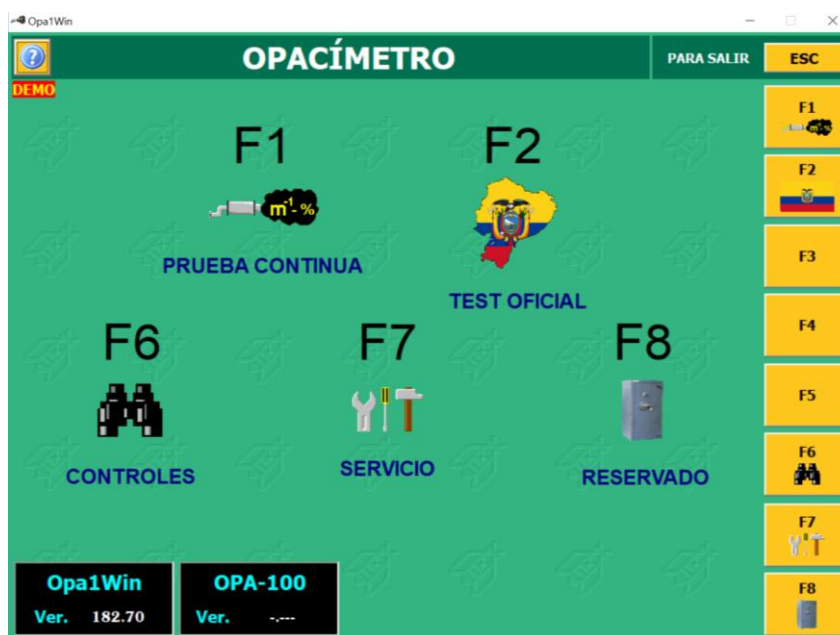 Opa1Win
OPACÍMETRO
PARA SALIR
ESC
DEMO
F1
m-1-%
PRUEBA CONTINUA
F2
TEST OFICIAL
F6
CONTROLES
F7
SERVICIO
F8
RESERVADO
F1
m-1-%
F2
F3
F4
F5
F6
F7
F8
Opa1Win
Ver. 182.70
OPA-100
Ver. -.---